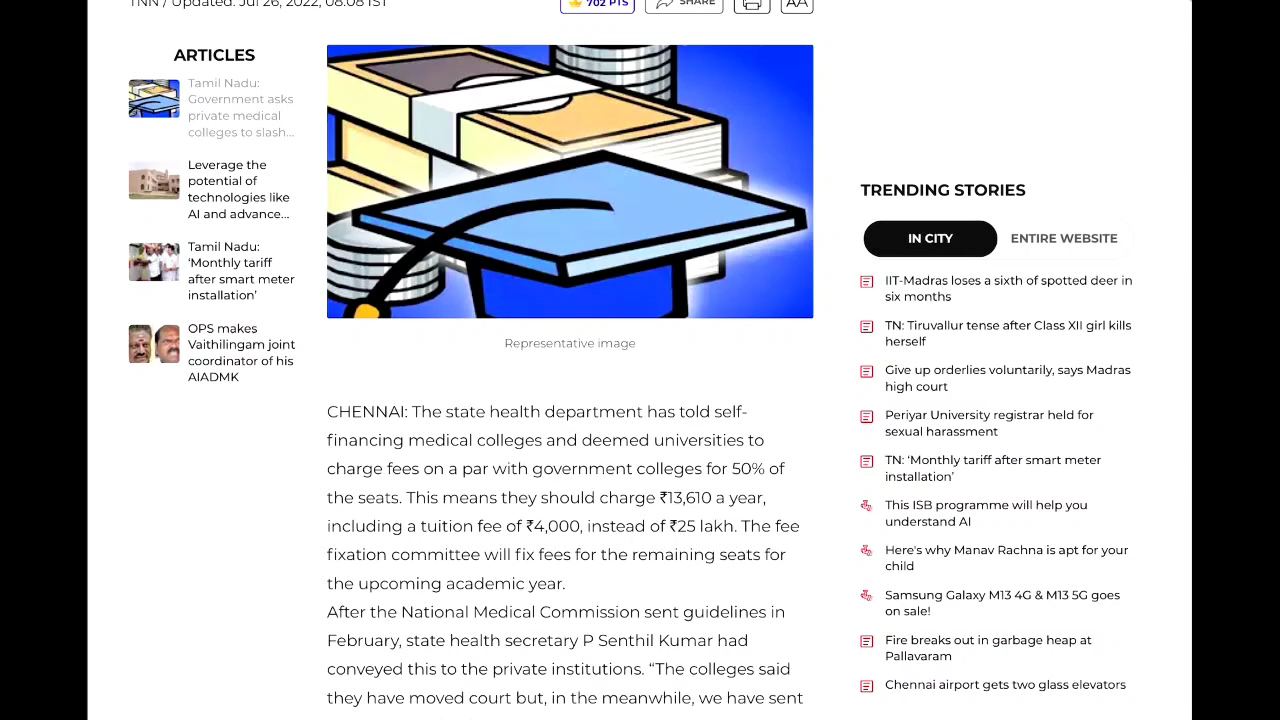 TNN / Updated: Jul 26, 2022, 08:08 IST
702 PTS
SHARE
AA
ARTICLES
Tamil Nadu:
Government asks
private medical
colleges to slash...
Leverage the
potential of
technologies like
AI and advance...
Tamil Nadu:
‘Monthly tariff
after smart meter
installation’
OPS makes
Vaithilingam joint
coordinator of his
AIADMK
Representative image
CHENNAI: The state health department has told self-
financing medical colleges and deemed universities to
charge fees on a par with government colleges for 50% of
the seats. This means they should charge ₹13,610 a year,
including a tuition fee of ₹4,000, instead of ₹25 lakh. The fee
fixation committee will fix fees for the remaining seats for
the upcoming academic year.
After the National Medical Commission sent guidelines in
February, state health secretary P Senthil Kumar had
conveyed this to the private institutions. “The colleges said
they have moved court but, in the meanwhile, we have sent
TRENDING STORIES
IN CITY
ENTIRE WEBSITE
IIT-Madras loses a sixth of spotted deer in
six months
TN: Tiruvallur tense after Class XII girl kills
herself
Give up orderlies voluntarily, says Madras
high court
Periyar University registrar held for
sexual harassment
TN: ‘Monthly tariff after smart meter
installation’
This ISB programme will help you
understand AI
Here's why Manav Rachna is apt for your
child
Samsung Galaxy M13 4G & M13 5G goes
on sale!
Fire breaks out in garbage heap at
Pallavaram
Chennai airport gets two glass elevators